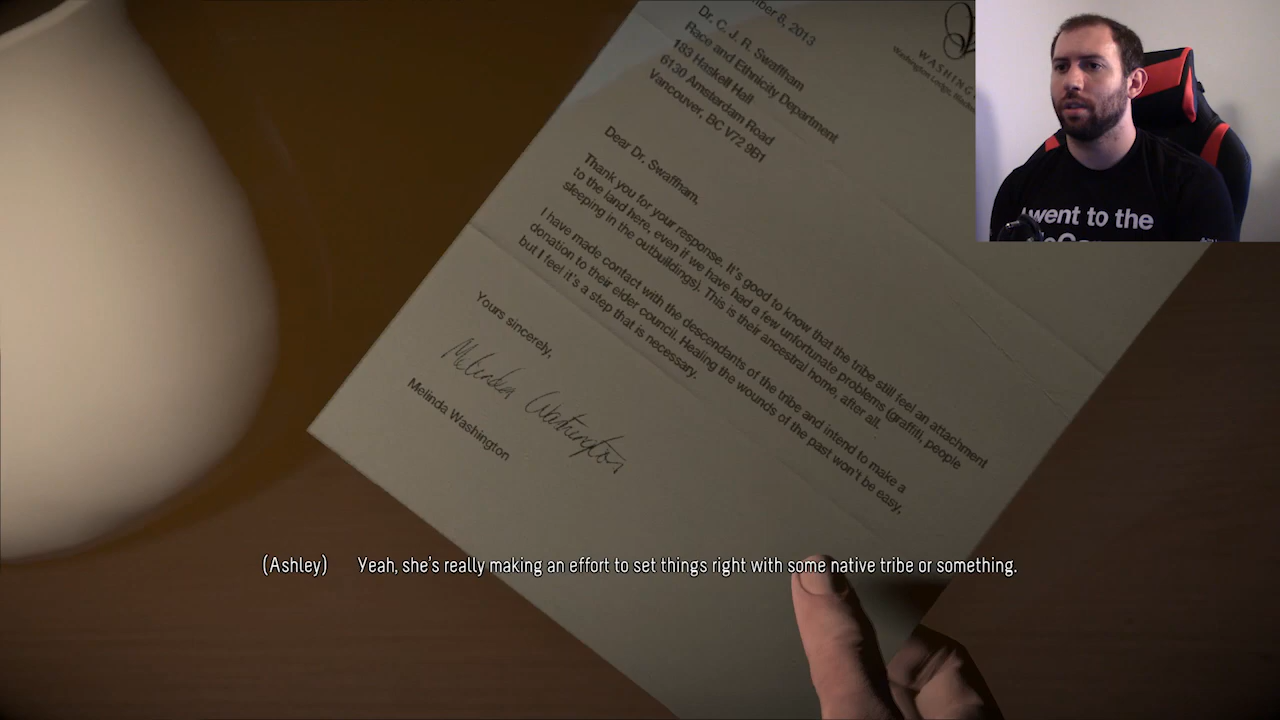 ber 8, 2013
Dr. C. J. R. Swaffham
Race and Ethnicity Department
183 Haskell Hall
6130 Amsterdam Road
Vancouver, BC V72 9B1
WASHING
Washington Lodge,
Dear Dr. Swaffham,
Thank you for your response. It's good to know that the tribe still feel an attachment
to the land here, even if we have had a few unfortunate problems (graffiti, people
sleeping in the outbuildings). This is their ancestral home, after all.
I have made contact with the descendants of the tribe and intend to make a
donation to their elder council. Healing the wounds of the past won't be easy,
but I feel it's a step that is necessary.
Yours sincerely,
Melinda Washington
Melinda Washington
I went to the
(Ashley) Yeah, she's really making an effort to set things right with some native tribe or something.